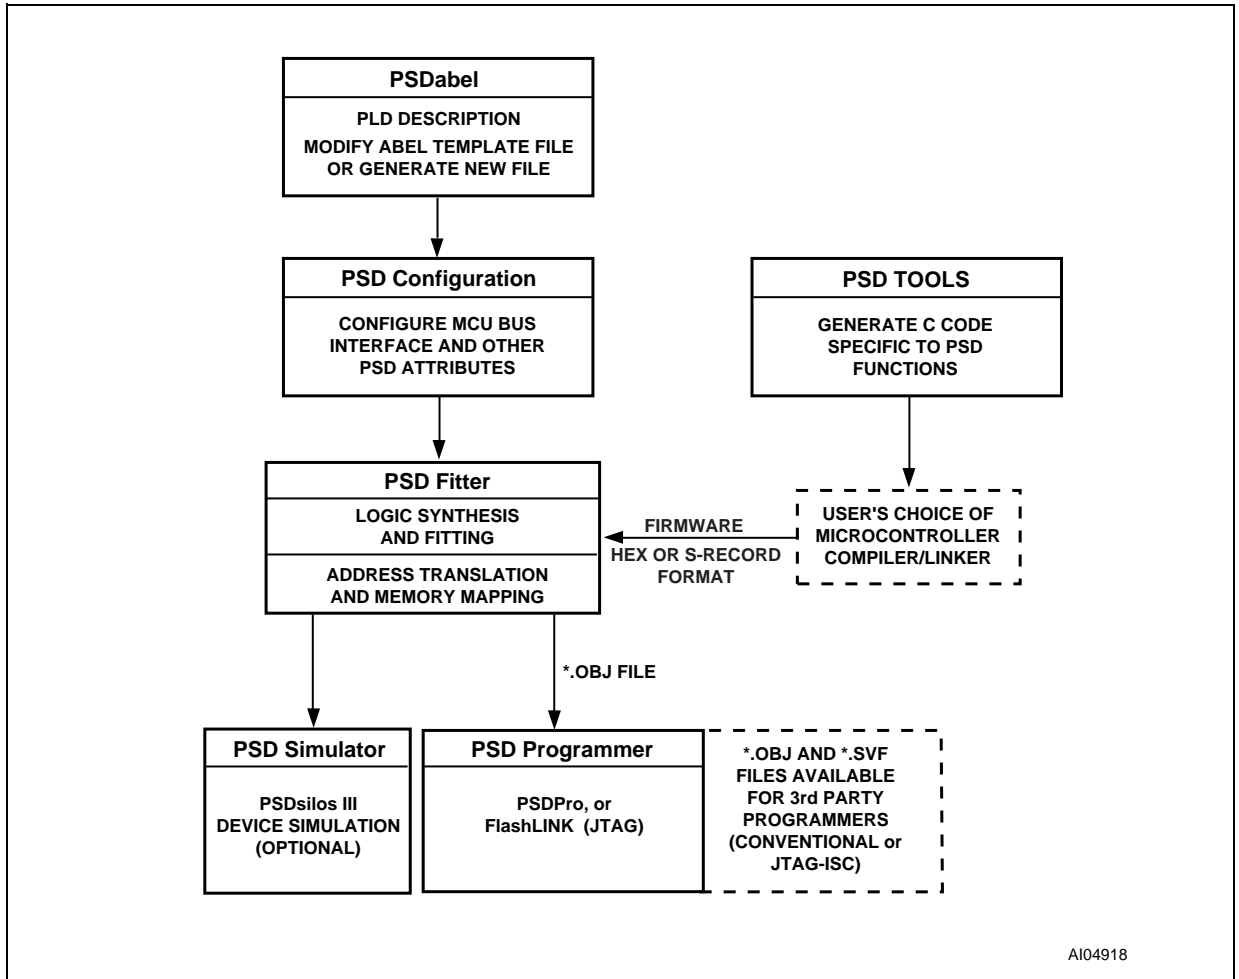 PSDabel
PLD DESCRIPTION
MODIFY ABEL TEMPLATE FILE
OR GENERATE NEW FILE
PSD Configuration
CONFIGURE MCU BUS
INTERFACE AND OTHER
PSD ATTRIBUTES
PSD TOOLS
GENERATE C CODE
SPECIFIC TO PSD
FUNCTIONS
PSD Fitter
LOGIC SYNTHESIS
AND FITTING
ADDRESS TRANSLATION
AND MEMORY MAPPING
FIRMWARE
HEX OR S-RECORD
FORMAT
USER'S CHOICE OF
MICROCONTROLLER
COMPILER/LINKER
*.OBJ FILE
PSD Simulator
PSDsilos III
DEVICE SIMULATION
(OPTIONAL)
PSD Programmer
PSDPro, or
FlashLINK (JTAG)
*.OBJ AND *.SVF
FILES AVAILABLE
FOR 3rd PARTY
PROGRAMMERS
(CONVENTIONAL or
JTAG-ISC)
AI04918